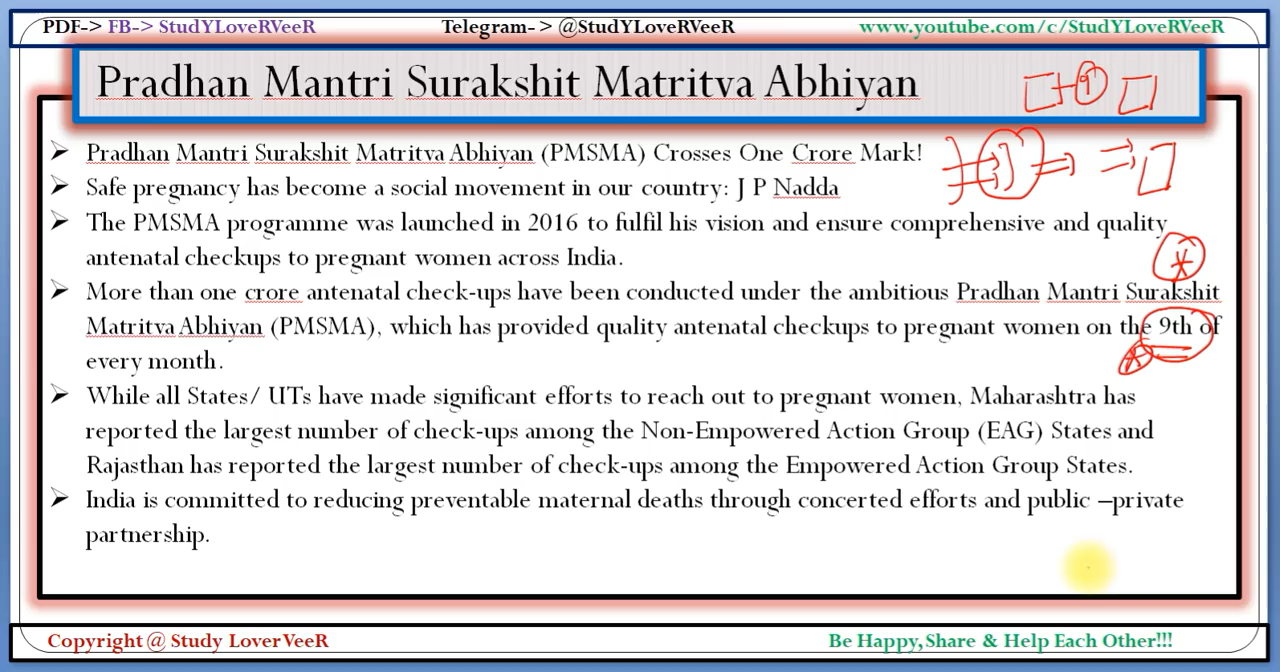 PDF-> FB-> StudYLoveRVeeR Telegram- > @StudYLoveRVeeR www.youtube.com/c/StudYLoveRVeeR
Pradhan Mantri Surakshit Matritva Abhiyan
➢ Pradhan Mantri Surakshit Matritva Abhiyan (PMSMA) Crosses One Crore Mark!
➢ Safe pregnancy has become a social movement in our country: J P Nadda
➢ The PMSMA programme was launched in 2016 to fulfil his vision and ensure comprehensive and quality
antenatal checkups to pregnant women across India.
➢ More than one crore antenatal check-ups have been conducted under the ambitious Pradhan Mantri Surakshit
Matritva Abhiyan (PMSMA), which has provided quality antenatal checkups to pregnant women on the 9th of
every month.
➢ While all States/ UTs have made significant efforts to reach out to pregnant women, Maharashtra has
reported the largest number of check-ups among the Non-Empowered Action Group (EAG) States and
Rajasthan has reported the largest number of check-ups among the Empowered Action Group States.
➢ India is committed to reducing preventable maternal deaths through concerted efforts and public –private
partnership.
Copyright @ Study LoverVeeR Be Happy,Share & Help Each Other!!!